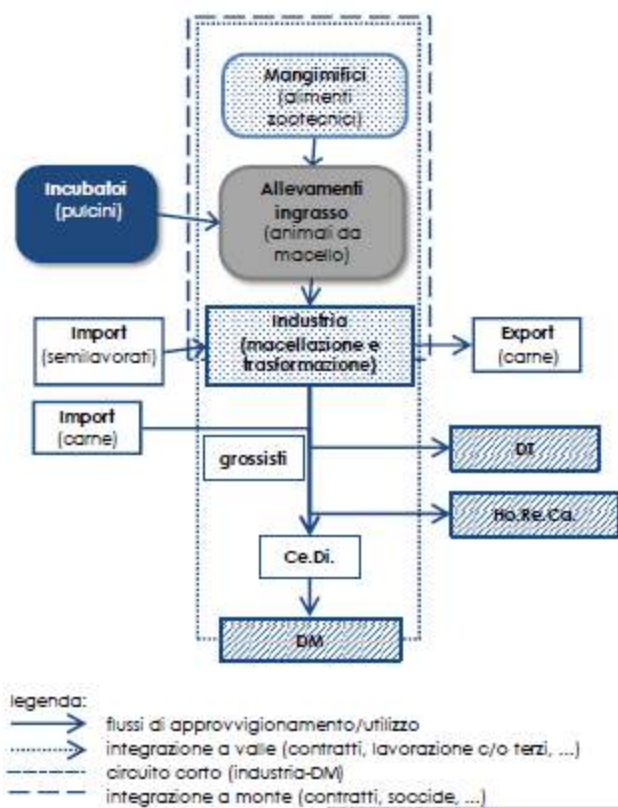 Mangimifici
(alimenti
zootecnici)
Incubatoi
(pulcini)
Allevamenti
ingrasso
(animali da
macello)
Import
(semilavorati)
Industria
(macellazione e
trasformazione)
Export
(carne)
Import
(carne)
grossisti
DT
Ho.Re.Ca.
Ce.Di.
DM
legenda:
flussi di approvvigionamento/utilizzo
integrazione a valle (contratti, lavorazione c/o terzi, ...)
circuito corto (industria-DM)
integrazione a monte (contratti, soccide, ...)